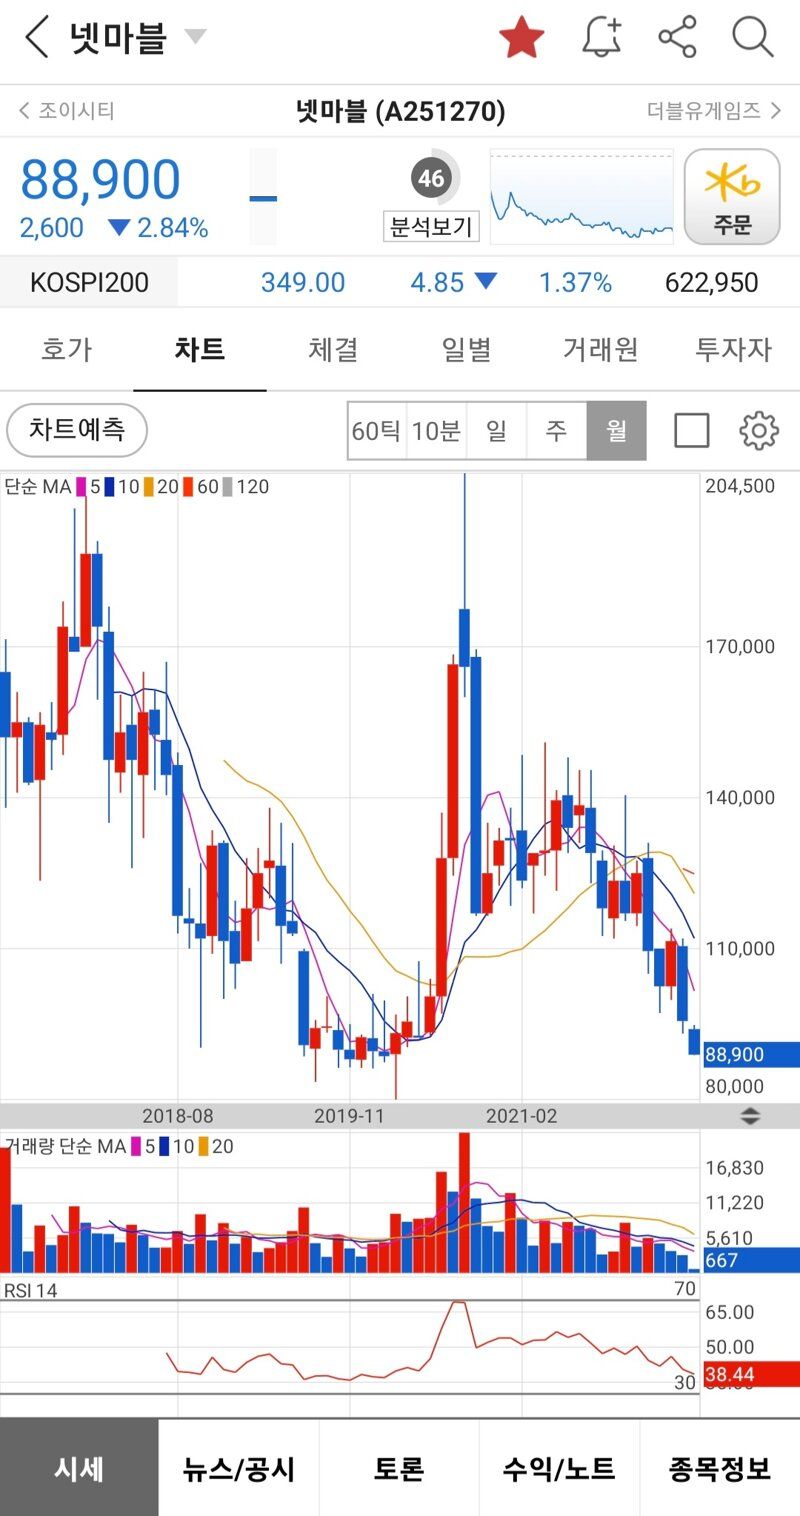 넷마블
조이시티 넷마블 (A251270) 더블유게임즈
88,900 46 주문
2,600 ▼ 2.84% 분석보기
KOSPI200 349.00 4.85 ▼ 1.37% 622,950
호가 차트 체결 일별 거래원 투자자
차트예측 60틱 10분 일 주 월
단순 MA 5 10 20 60 120 204,500
170,000
140,000
110,000
88,900
80,000
2018-08 2019-11 2021-02
거래량 단순 MA 5 10 20
16,830
11,220
5,610
667
RSI 14 70
65.00
50.00
30 38.44
시세 뉴스/공시 토론 수익/노트 종목정보